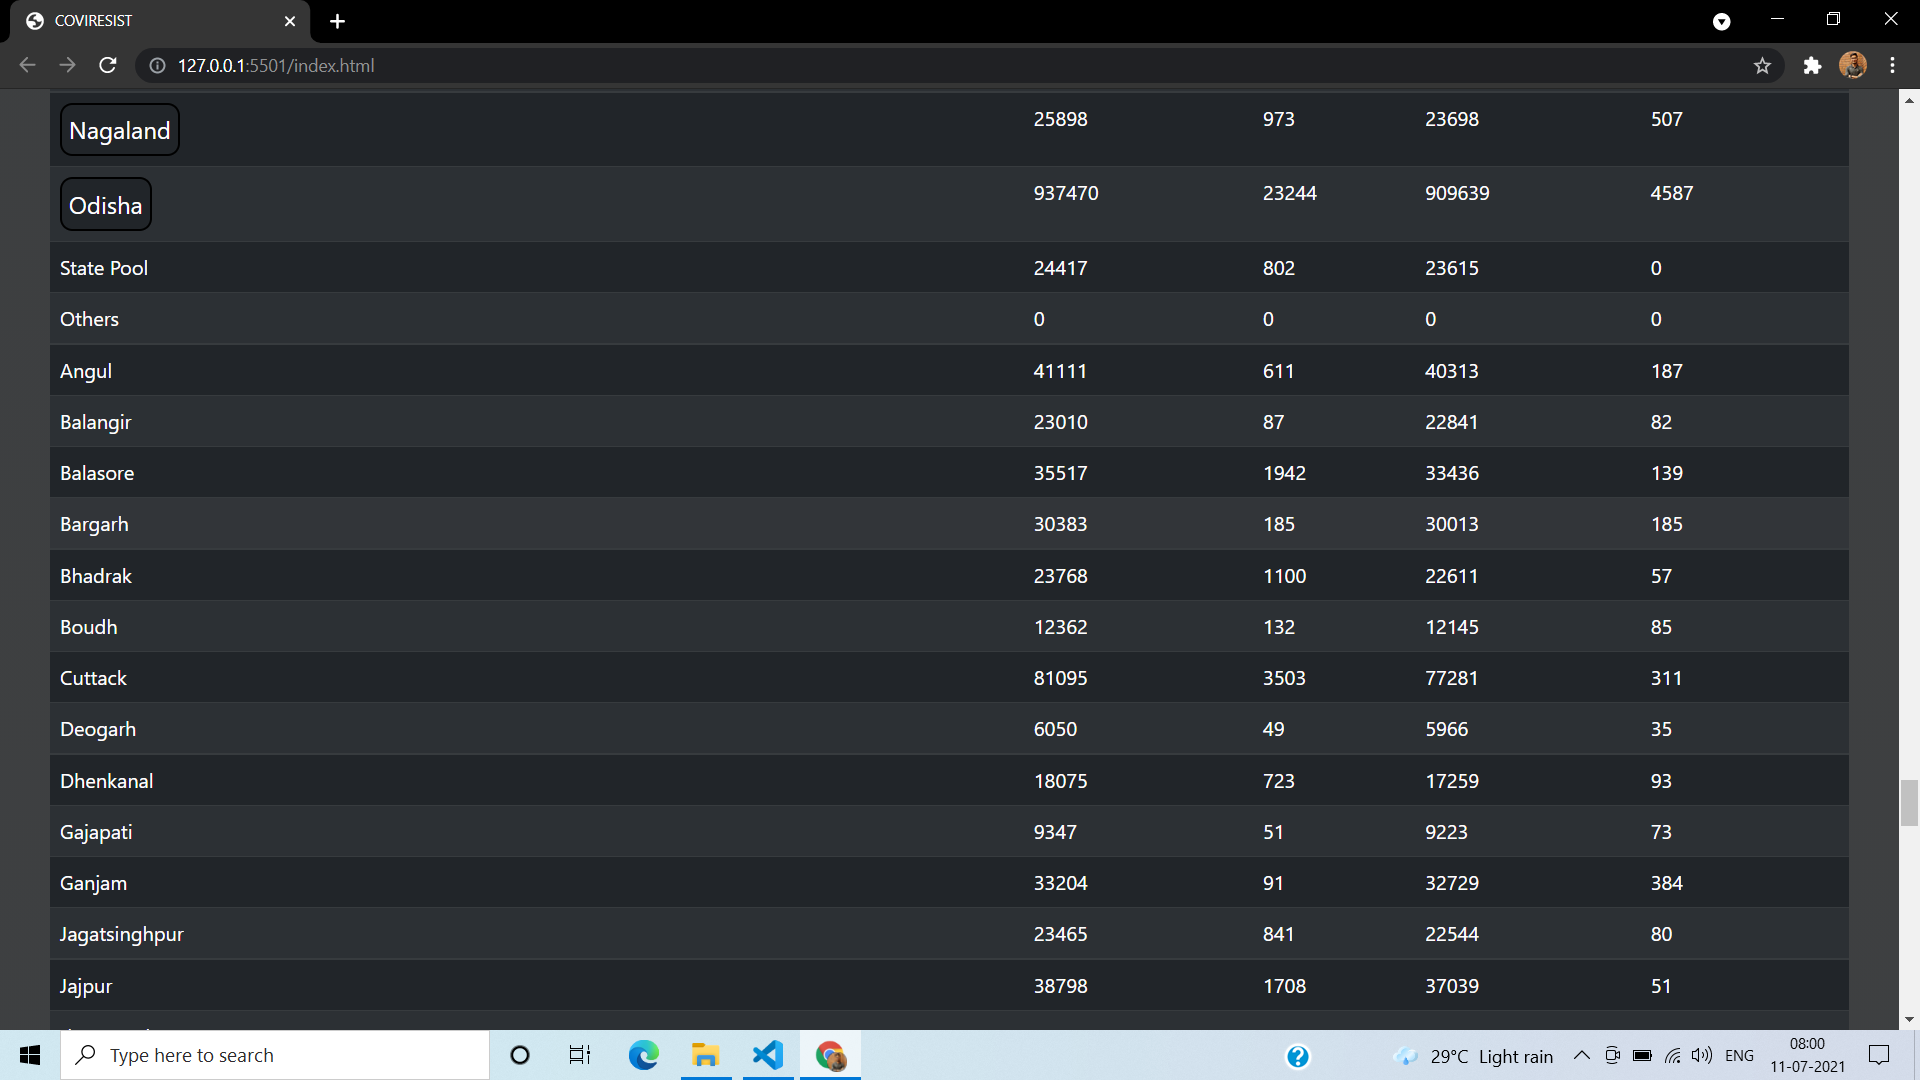 COVIRESIST
127.0.0.1:5501/index.html
Nagaland 25898 973 23698 507
Odisha 937470 23244 909639 4587
State Pool 24417 802 23615 0
Others 0 0 0 0
Angul 41111 611 40313 187
Balangir 23010 87 22841 82
Balasore 35517 1942 33436 139
Bargarh 30383 185 30013 185
Bhadrak 23768 1100 22611 57
Boudh 12362 132 12145 85
Cuttack 81095 3503 77281 311
Deogarh 6050 49 5966 35
Dhenkanal 18075 723 17259 93
Gajapati 9347 51 9223 73
Ganjam 33204 91 32729 384
Jagatsinghpur 23465 841 22544 80
Jajpur 38798 1708 37039 51
Type here to search
29°C Light rain
ENG
08:00
11-07-2021